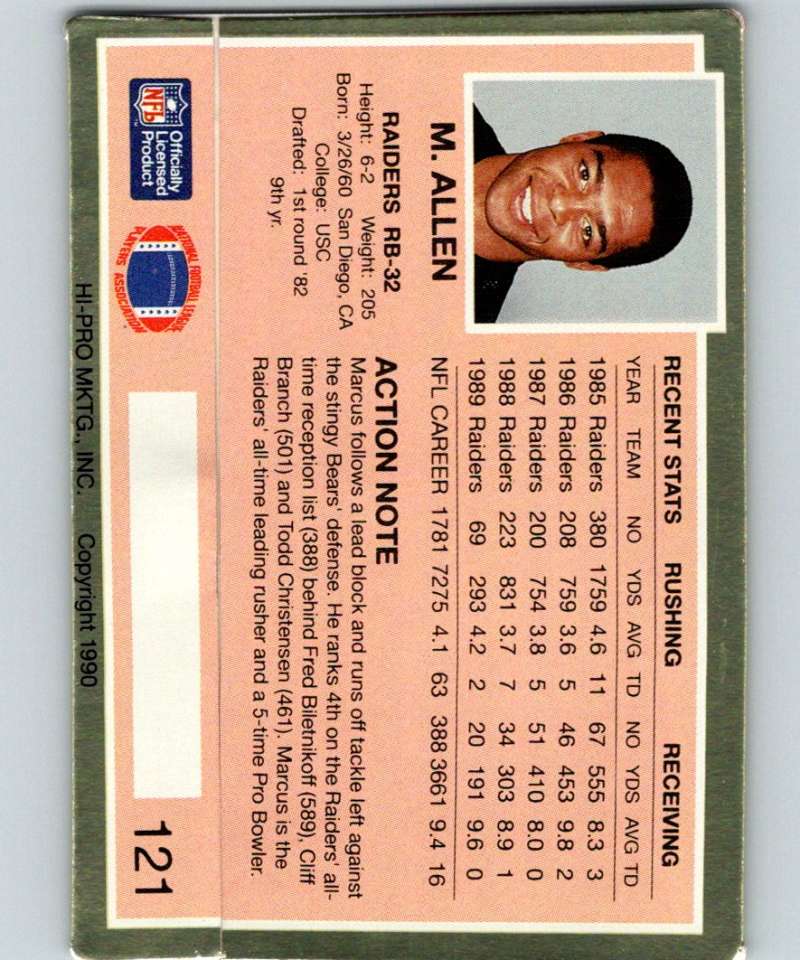 M. ALLEN
RAIDERS RB-32
Height: 6-2 Weight: 205
Born: 3/26/60 San Diego, CA
College: USC
Drafted: 1st round '82
9th yr.
RECENT STATS RUSHING RECEIVING
YEAR TEAM NO YDS AVG TD NO YDS AVG TD
1985 Raiders 380 1759 4.6 11 67 555 8.3 3
1986 Raiders 208 759 3.6 5 46 453 9.8 2
1987 Raiders 200 754 3.8 5 51 410 8.0 0
1988 Raiders 223 831 3.7 7 34 303 8.9 1
1989 Raiders 69 293 4.2 2 20 191 9.6 0
NFL CAREER 1781 7275 4.1 63 388 3661 9.4 16
ACTION NOTE
Marcus follows a lead block and runs off tackle left against
the stingy Bears' defense. He ranks 4th on the Raiders' all-
time reception list (388) behind Fred Biletnikoff (589), Cliff
Branch (501) and Todd Christensen (461). Marcus is the
Raiders' all-time leading rusher and a 5-time Pro Bowler.
NFL
Officially
Licensed
Product
NATIONAL FOOTBALL LEAGUE
PLAYERS ASSOCIATION
121
HI-PRO MKTG., INC. Copyright 1990